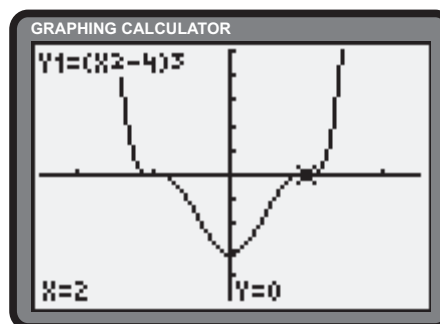 GRAPHING CALCULATOR
Y1=(X2-4)3
X=2 Y=0